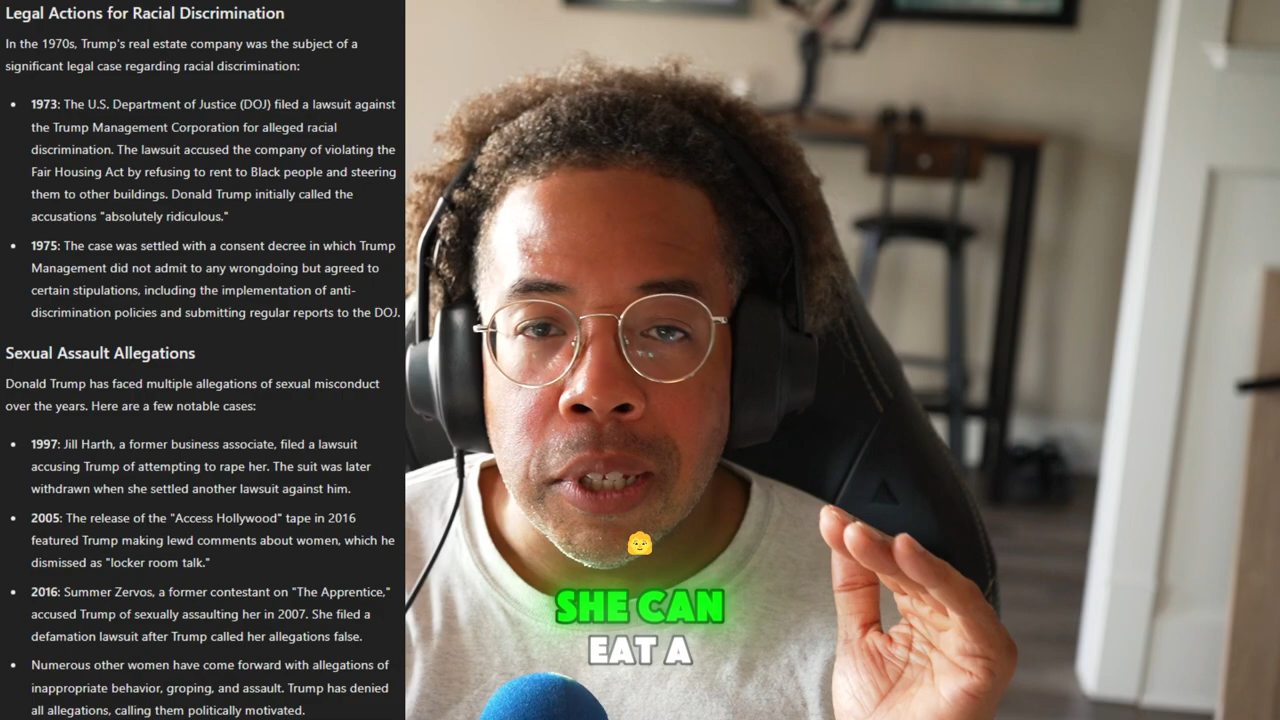 Legal Actions for Racial Discrimination
In the 1970s, Trump's real estate company was the subject of a
significant legal case regarding racial discrimination:
• 1973: The U.S. Department of Justice (DOJ) filed a lawsuit against
the Trump Management Corporation for alleged racial
discrimination. The lawsuit accused the company of violating the
Fair Housing Act by refusing to rent to Black people and steering
them to other buildings. Donald Trump initially called the
accusations "absolutely ridiculous."
• 1975: The case was settled with a consent decree in which Trump
Management did not admit to any wrongdoing but agreed to
certain stipulations, including the implementation of anti-
discrimination policies and submitting regular reports to the DOJ.
Sexual Assault Allegations
Donald Trump has faced multiple allegations of sexual misconduct
over the years. Here are a few notable cases:
• 1997: Jill Harth, a former business associate, filed a lawsuit
accusing Trump of attempting to rape her. The suit was later
withdrawn when she settled another lawsuit against him.
• 2005: The release of the "Access Hollywood" tape in 2016
featured Trump making lewd comments about women, which he
dismissed as "locker room talk."
• 2016: Summer Zervos, a former contestant on "The Apprentice,"
accused Trump of sexually assaulting her in 2007. She filed a
defamation lawsuit after Trump called her allegations false.
• Numerous other women have come forward with allegations of
inappropriate behavior, groping, and assault. Trump has denied
all allegations, calling them politically motivated.
SHE CAN
EAT A